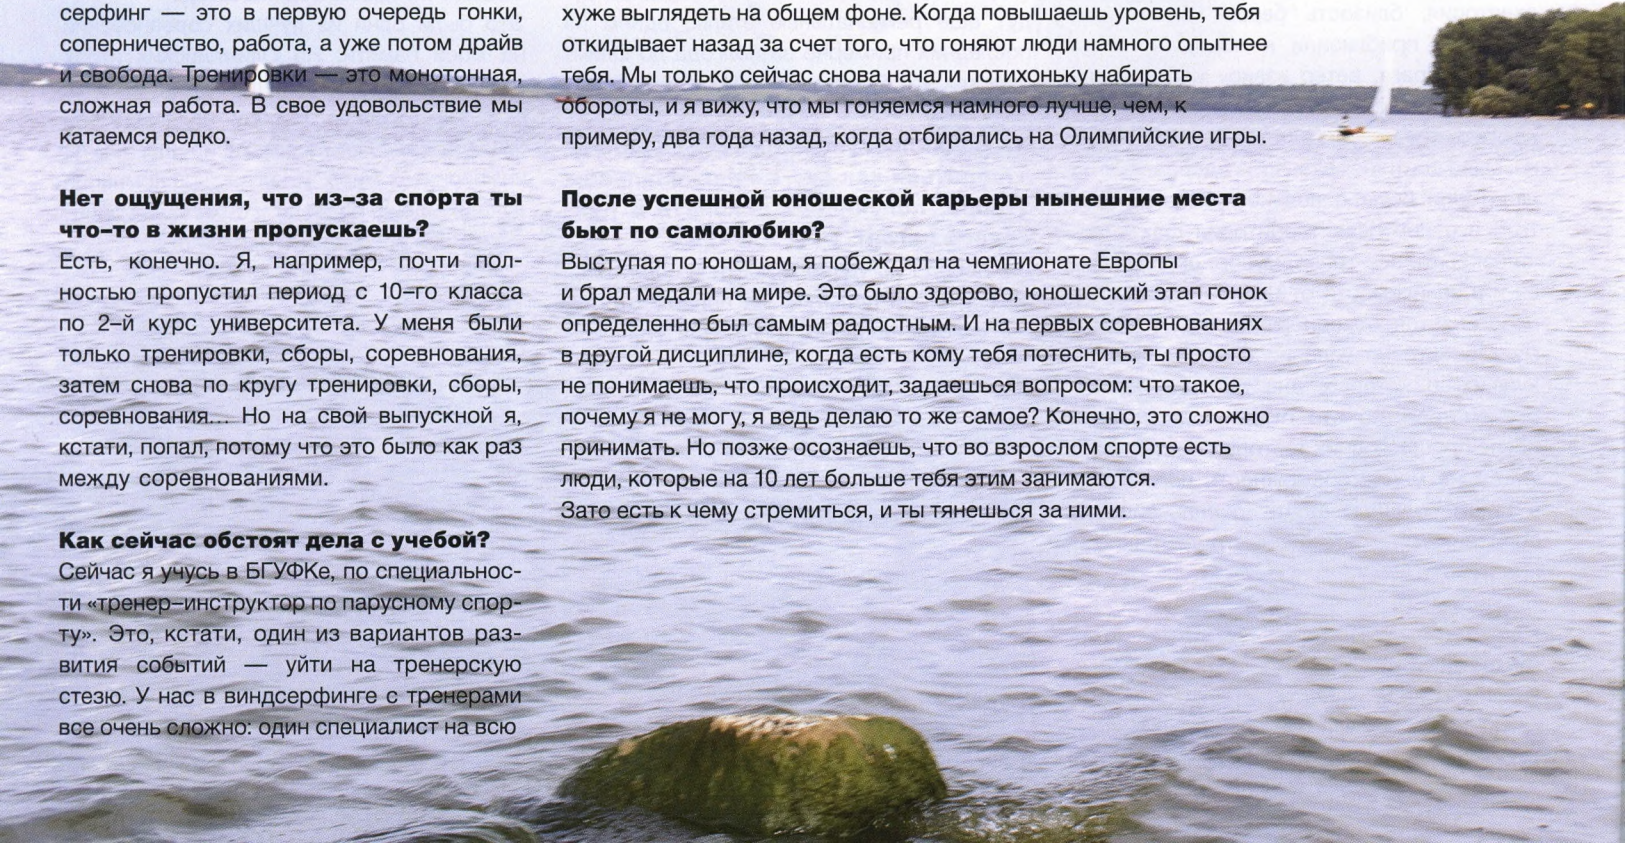 серфинг — это в первую очередь гонки,
соперничество, работа, а уже потом драйв
и свобода. Тренировки — это монотонная,
сложная работа. В свое удовольствие мы
катаемся редко.
Нет ощущения, что из–за спорта ты
что–то в жизни пропускаешь?
Есть, конечно. Я, например, почти пол-
ностью пропустил период с 10–го класса
по 2–й курс университета. У меня были
только тренировки, сборы, соревнования,
затем снова по кругу тренировки, сборы,
соревнования... Но на свой выпускной я,
кстати, попал, потому что это было как раз
между соревнованиями.
Как сейчас обстоят дела с учебой?
Сейчас я учусь в БГУФКе, по специальнос-
ти «тренер–инструктор по парусному спор-
ту». Это, кстати, один из вариантов раз-
вития событий — уйти на тренерскую
стезю. У нас в виндсерфинге с тренерами
все очень сложно: один специалист на всю
хуже выглядеть на общем фоне. Когда повышаешь уровень, тебя
откидывает назад за счет того, что гоняют люди намного опытнее
тебя. Мы только сейчас снова начали потихоньку набирать
обороты, и я вижу, что мы гоняемся намного лучше, чем, к
примеру, два года назад, когда отбирались на Олимпийские игры.
После успешной юношеской карьеры нынешние места
бьют по самолюбию?
Выступая по юношам, я побеждал на чемпионате Европы
и брал медали на мире. Это было здорово, юношеский этап гонок
определенно был самым радостным. И на первых соревнованиях
в другой дисциплине, когда есть кому тебя потеснить, ты просто
не понимаешь, что происходит, задаешься вопросом: что такое,
почему я не могу, я ведь делаю то же самое? Конечно, это сложно
принимать. Но позже осознаешь, что во взрослом спорте есть
люди, которые на 10 лет больше тебя этим занимаются.
Зато есть к чему стремиться, и ты тянешься за ними.